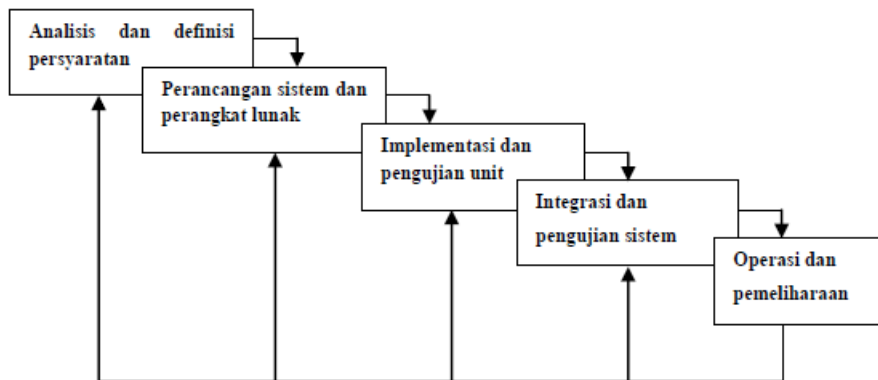 Analisis dan definisi
persyaratan
Perancangan sistem dan
perangkat lunak
Implementasi dan
pengujian unit
Integrasi dan
pengujian sistem
Operasi dan
pemeliharaan